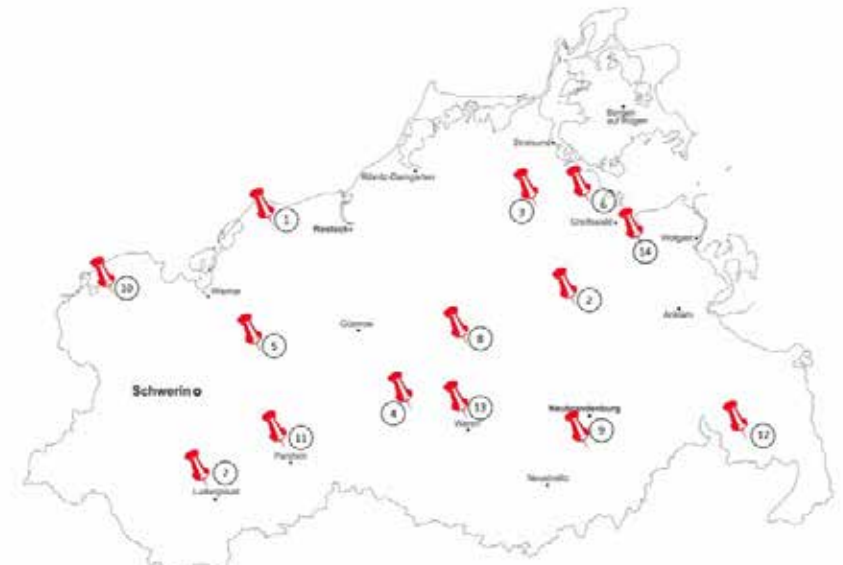 Bergen
auf Rügen
Stralsund
Ribnitz-Damgarten
3
6
1
Rostock
Greifswald
Wolgast
14
10
Wismar
2
Anklam
5
Güstrow
8
Schwerin
4
13
Neubrandenburg
Waren
9
12
11
Parchim
7
Neustrelitz
Ludwigslust